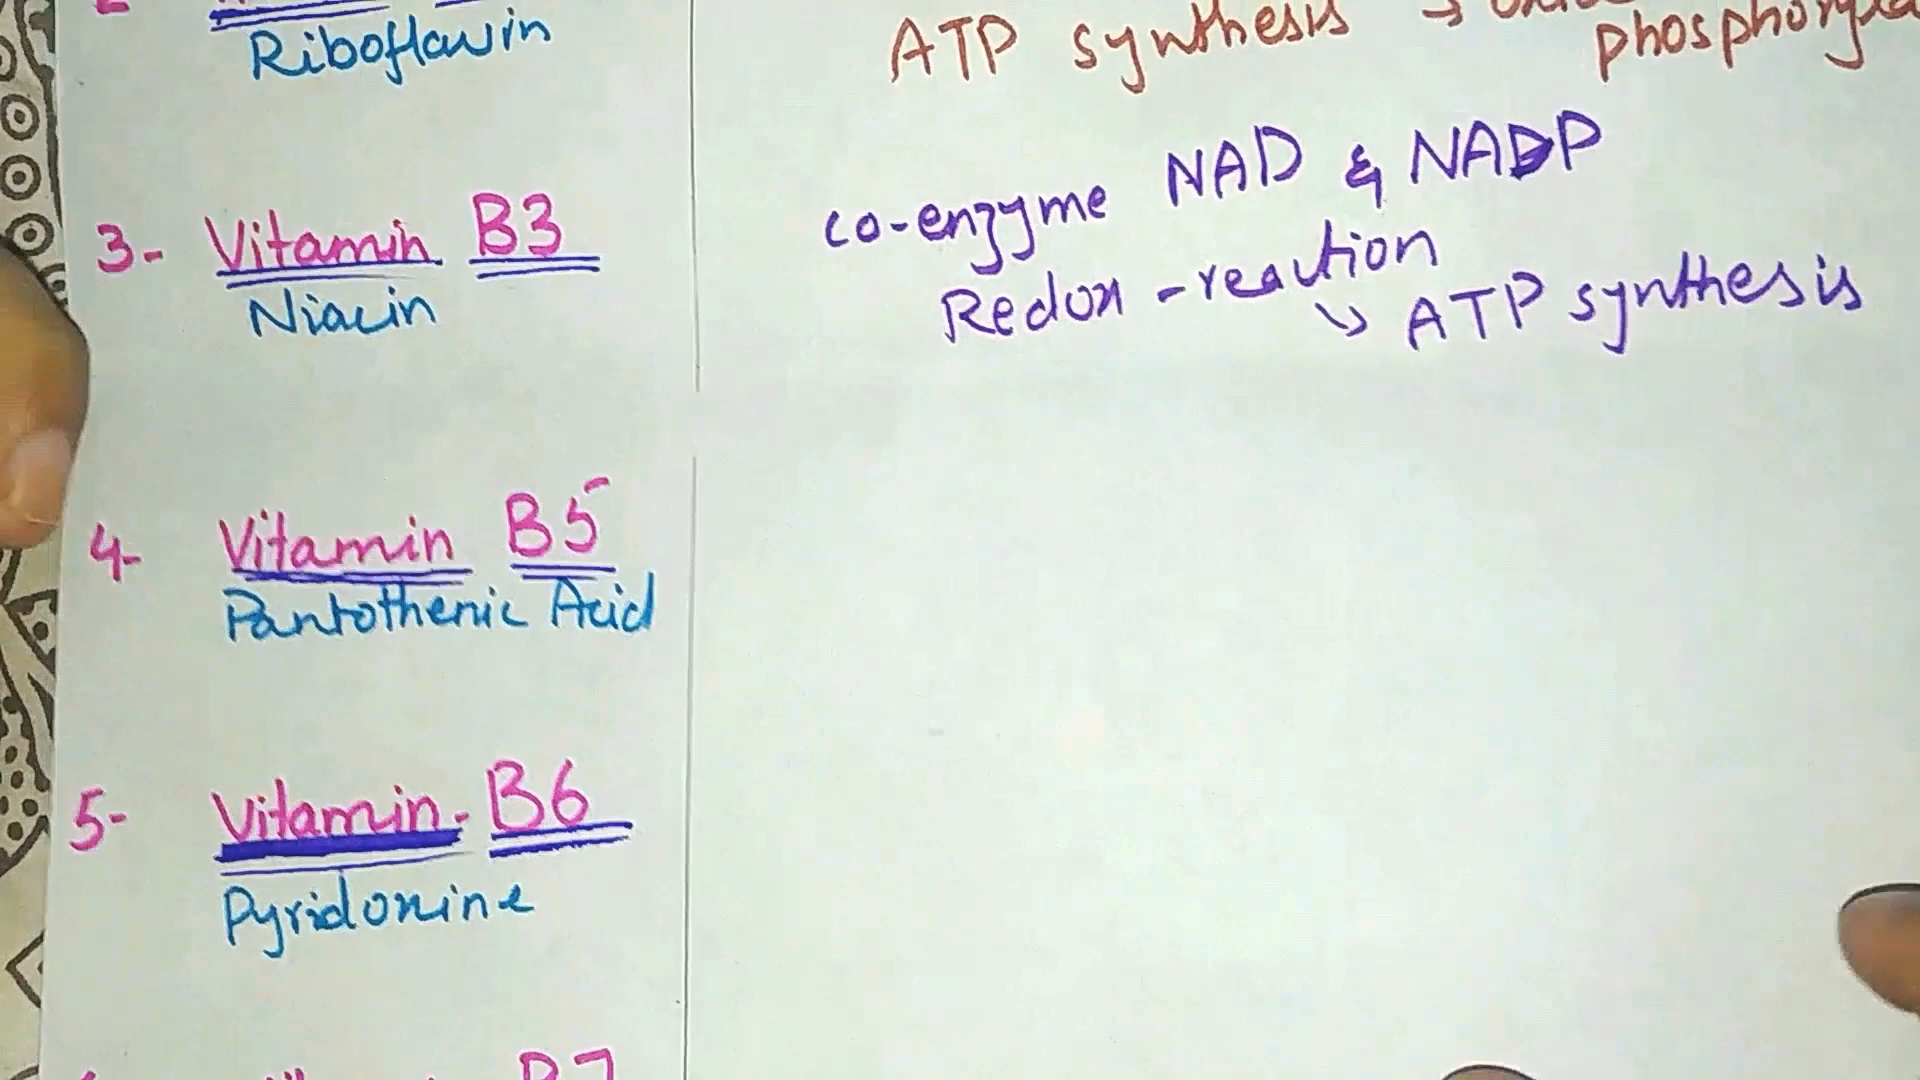 Riboflavin
ATP synthesis →
3- Vitamin B3
Niacin
co-enzyme NAD & NADP
Redox-reaction
↘ ATP synthesis
4- Vitamin B5
Pantothenic Acid
5- Vitamin-B6
Pyridoxine
B7